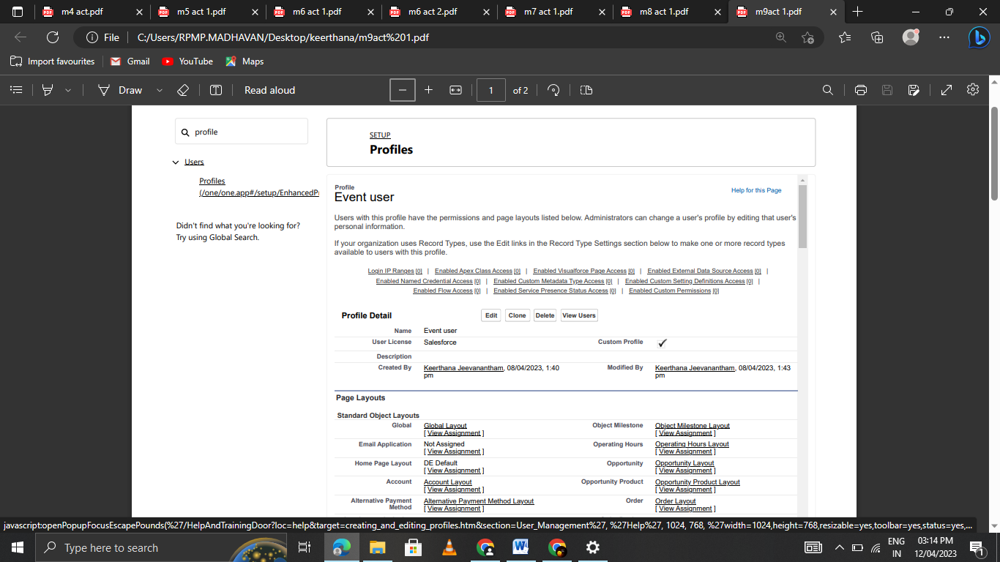 m4 act.pdf
m5 act 1.pdf
m6 act 1.pdf
m6 act 2.pdf
m7 act 1.pdf
m8 act 1.pdf
m9act 1.pdf
File
C:/Users/RPMP.MADHAVAN/Desktop/keerthana/m9act%201.pdf
Import favourites
Gmail
YouTube
Maps
Draw
Read aloud
1 of 2
profile
Users
Profiles
(/one/one.app#/setup/EnhancedPr
Didn't find what you're looking for?
Try using Global Search.
SETUP
Profiles
Profile
Event user
Help for this Page
Users with this profile have the permissions and page layouts listed below. Administrators can change a user's profile by editing that user's
personal information.
If your organization uses Record Types, use the Edit links in the Record Type Settings section below to make one or more record types
available to users with this profile.
Login IP Ranges [0] | Enabled Apex Class Access [0] | Enabled Visualforce Page Access [0] | Enabled External Data Source Access [0] |
Enabled Named Credential Access [0] | Enabled Custom Metadata Type Access [0] | Enabled Custom Setting Definitions Access [0] |
Enabled Flow Access [0] | Enabled Service Presence Status Access [0] | Enabled Custom Permissions [0]
Profile Detail Edit Clone Delete View Users
Name Event user
User License Salesforce Custom Profile ✓
Description
Created By Keerthana Jeevanantham, 08/04/2023, 1:40 Modified By Keerthana Jeevanantham, 08/04/2023, 1:43
pm pm
Page Layouts
Standard Object Layouts
Global Global Layout Object Milestone Object Milestone Layout
[ View Assignment ] [ View Assignment ]
Email Application Not Assigned Operating Hours Operating Hours Layout
[ View Assignment ] [ View Assignment ]
Home Page Layout DE Default Opportunity Opportunity Layout
[ View Assignment ] [ View Assignment ]
Account Account Layout Opportunity Product Opportunity Product Layout
[ View Assignment ] [ View Assignment ]
Alternative Payment Alternative Payment Method Layout Order Order Layout
Method [ View Assignment ] [ View Assignment ]
javascript:openPopupFocusEscapePounds(%27/HelpAndTrainingDoor?loc=help&target=creating_and_editing_profiles.htm&section=User_Management%27, %27Help%27, 1024, 768, %27width=1024,height=768,resizable=yes,toolbar=yes,status=yes,...
Type here to search
ENG 03:14 PM
IN 12/04/2023
1